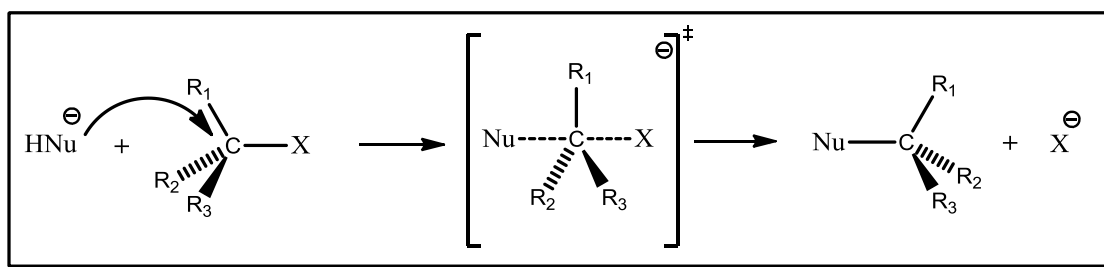 HNu⊖ + R1 R2 R3 C X → [Nu C X R1 R2 R3]⊖‡ → Nu C R1 R2 R3 + X⊖